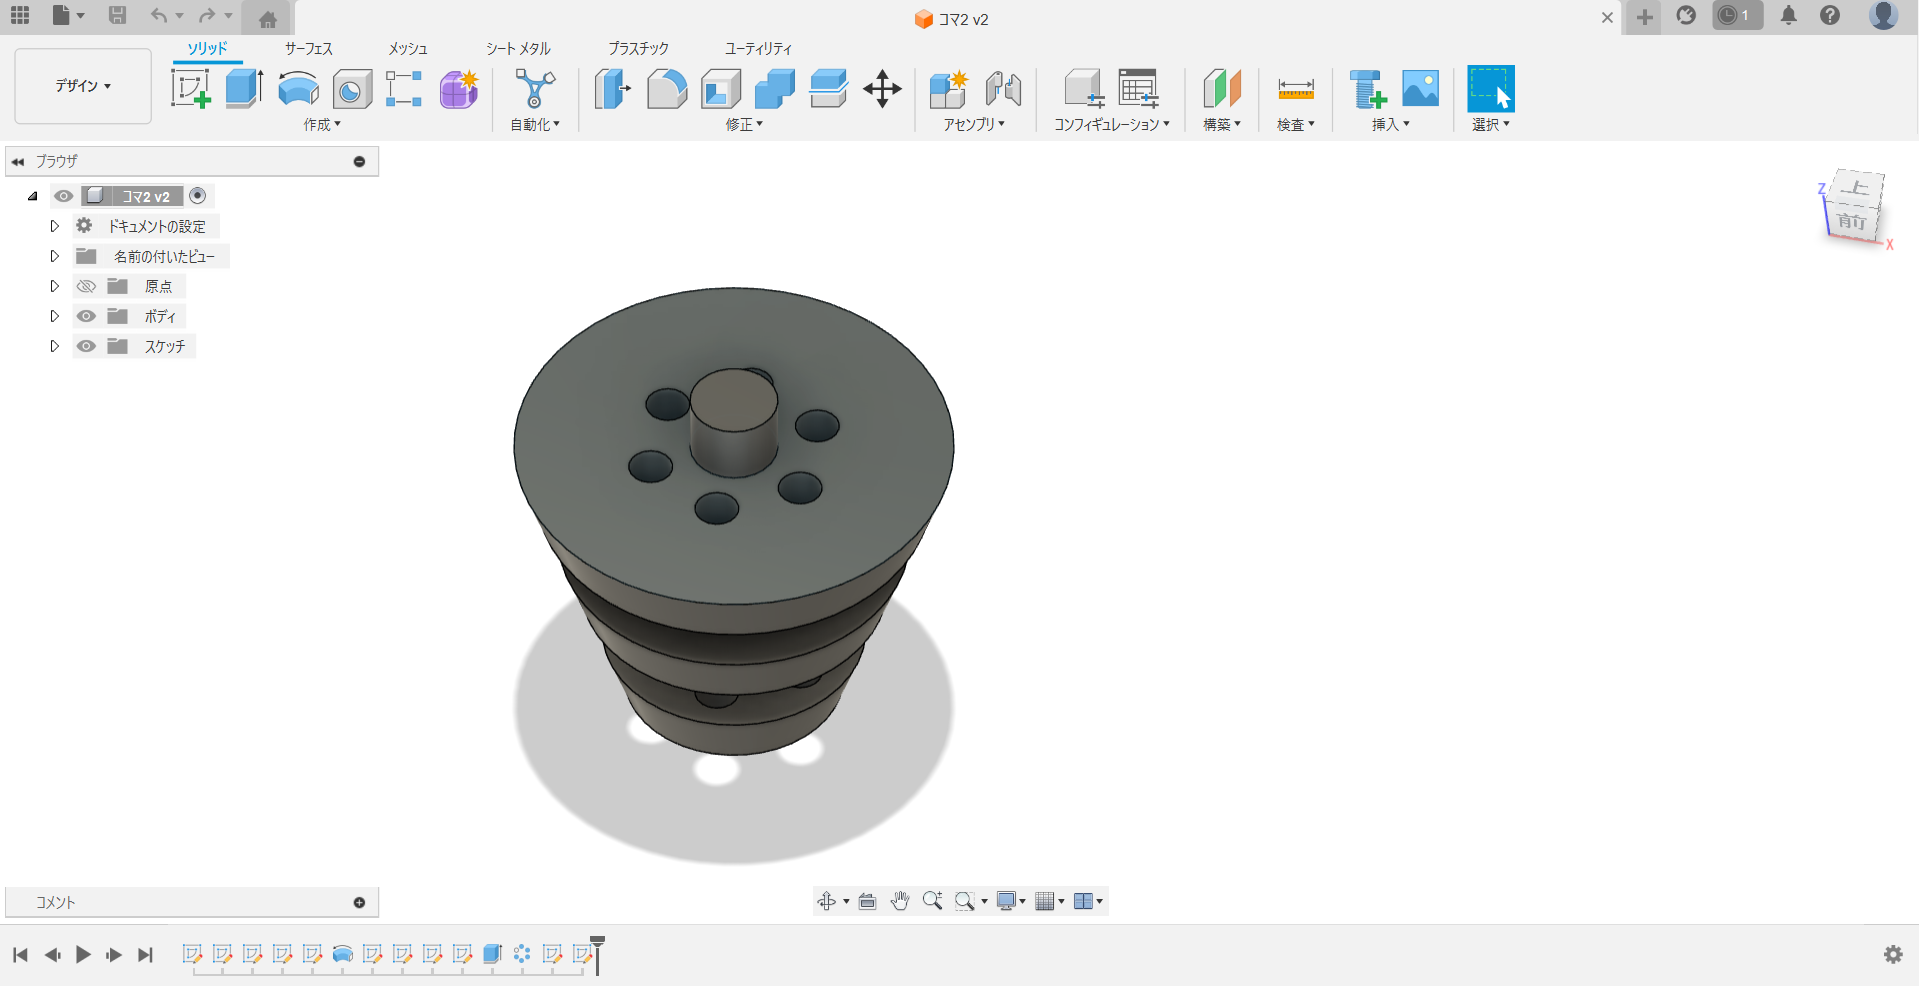 コマ2 v2
1
ソリッド サーフェス メッシュ シート メタル プラスチック ユーティリティ
デザイン
作成 自動化 修正 アセンブリ コンフィギュレーション 構築 検査 挿入 選択
ブラウザ
コマ2 v2
ドキュメントの設定
名前の付いたビュー
原点
ボディ
スケッチ
上
Z
前
X
コメント